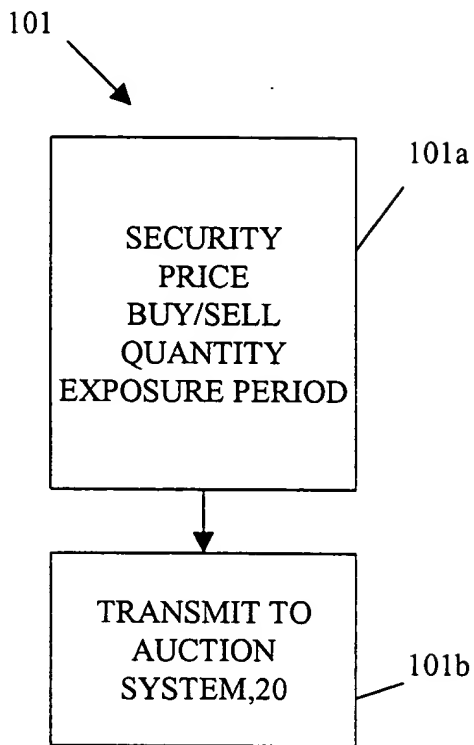 101
101a
SECURITY
PRICE
BUY/SELL
QUANTITY
EXPOSURE PERIOD
TRANSMIT TO
AUCTION
SYSTEM,20
101b